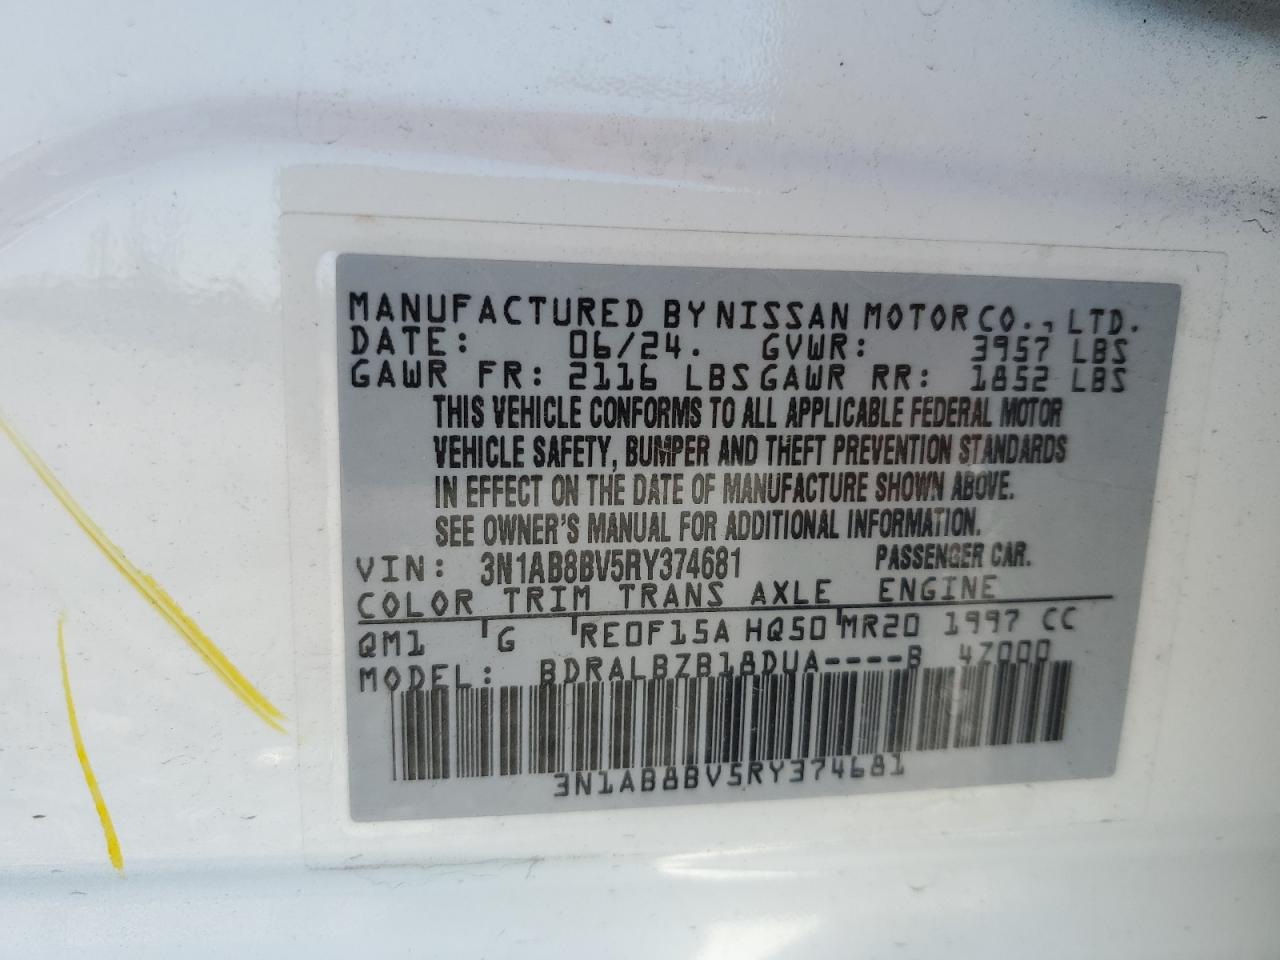 MANUFACTURED BY NISSAN MOTOR CO., LTD.
DATE: 06/24. GVWR: 3957 LBS
GAWR FR: 2116 LBS GAWR RR: 1852 LBS
THIS VEHICLE CONFORMS TO ALL APPLICABLE FEDERAL MOTOR
VEHICLE SAFETY, BUMPER AND THEFT PREVENTION STANDARDS
IN EFFECT ON THE DATE OF MANUFACTURE SHOWN ABOVE.
SEE OWNER'S MANUAL FOR ADDITIONAL INFORMATION.
VIN: 3N1AB8BV5RY374681 PASSENGER CAR.
COLOR TRIM TRANS AXLE ENGINE
QM1 G RE0F15A HQ50 MR20 1997 CC
MODEL: BDRALBZB18DUA----B 4Z000
3N1AB8BV5RY374681